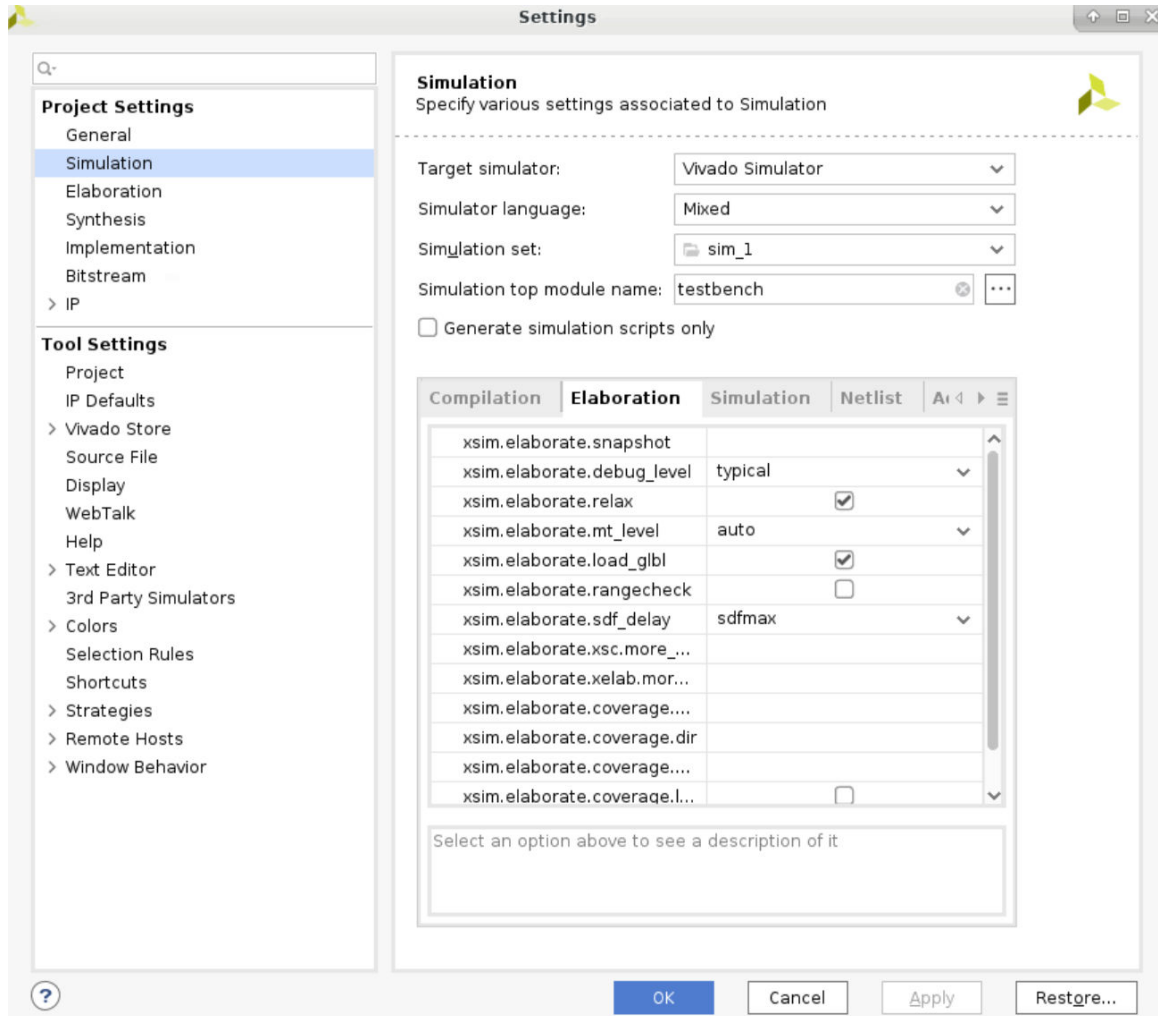 Settings
Project Settings
General
Simulation
Elaboration
Synthesis
Implementation
Bitstream
> IP
Tool Settings
Project
IP Defaults
> Vivado Store
Source File
Display
WebTalk
Help
> Text Editor
3rd Party Simulators
> Colors
Selection Rules
Shortcuts
> Strategies
> Remote Hosts
> Window Behavior
Simulation
Specify various settings associated to Simulation
Target simulator: Vivado Simulator
Simulator language: Mixed
Simulation set: sim_1
Simulation top module name: testbench ...
Generate simulation scripts only
Compilation Elaboration Simulation Netlist
xsim.elaborate.snapshot
xsim.elaborate.debug_level typical
xsim.elaborate.relax
xsim.elaborate.mt_level auto
xsim.elaborate.load_glbl
xsim.elaborate.rangecheck
xsim.elaborate.sdf_delay sdfmax
xsim.elaborate.xsc.more_...
xsim.elaborate.xelab.mor...
xsim.elaborate.coverage....
xsim.elaborate.coverage.dir
xsim.elaborate.coverage....
xsim.elaborate.coverage.l...
Select an option above to see a description of it
? OK Cancel Apply Restore...